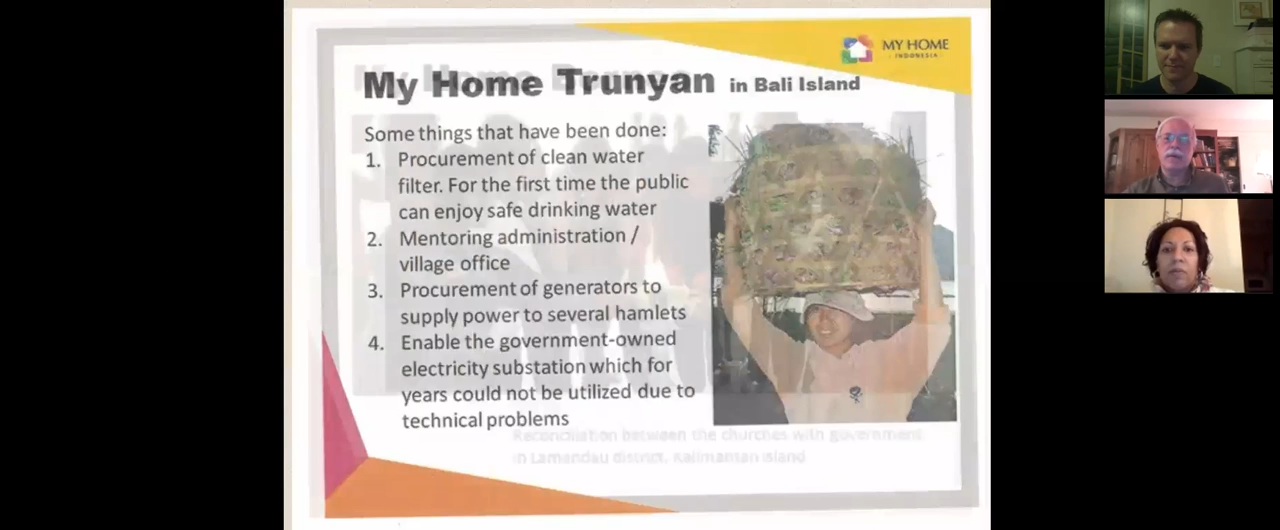 MY HOME
INDONESIA
My Home Trunyan in Bali Island
Some things that have been done:
1. Procurement of clean water
filter. For the first time the public
can enjoy safe drinking water
2. Mentoring administration /
village office
3. Procurement of generators to
supply power to several hamlets
4. Enable the government-owned
electricity substation which for
years could not be utilized due to
technical problems
Reconciliation between the churches with government
in Lamandau district, Kalimantan Island